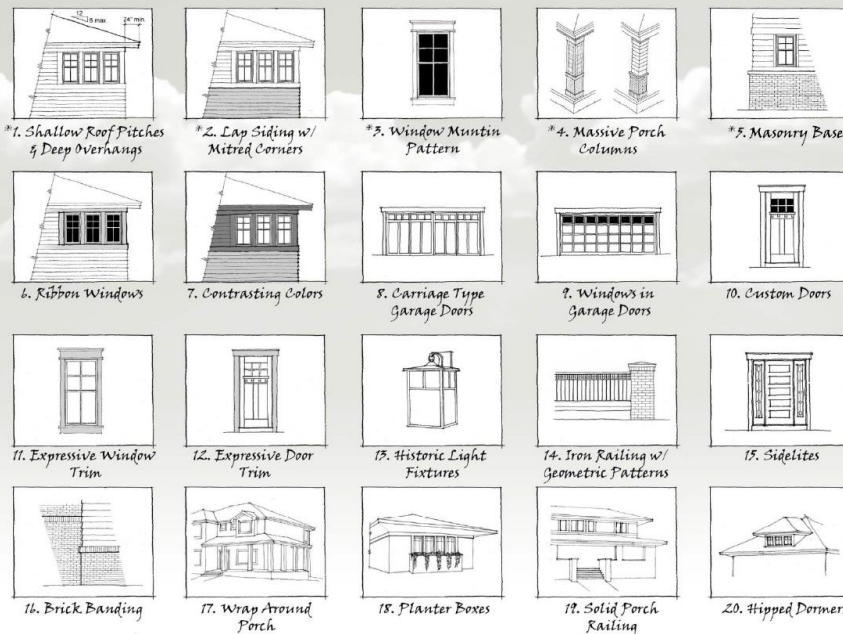 12
6 max.
24" min.
*1. Shallow Roof Pitches
& Deep Overhangs
*2. Lap Siding w/
Mitred Corners
*3. Window Muntin
Pattern
*4. Massive Porch
Columns
*5. Masonry Base
6. Ribbon Windows
7. Contrasting Colors
8. Carriage Type
Garage Doors
9. Windows in
Garage Doors
10. Custom Doors
11. Expressive Window
Trim
12. Expressive Door
Trim
13. Historic Light
Fixtures
14. Iron Railing w/
Geometric Patterns
15. Sidelites
16. Brick Banding
17. Wrap Around
Porch
18. Planter Boxes
19. Solid Porch
Railing
20. Hipped Dormer